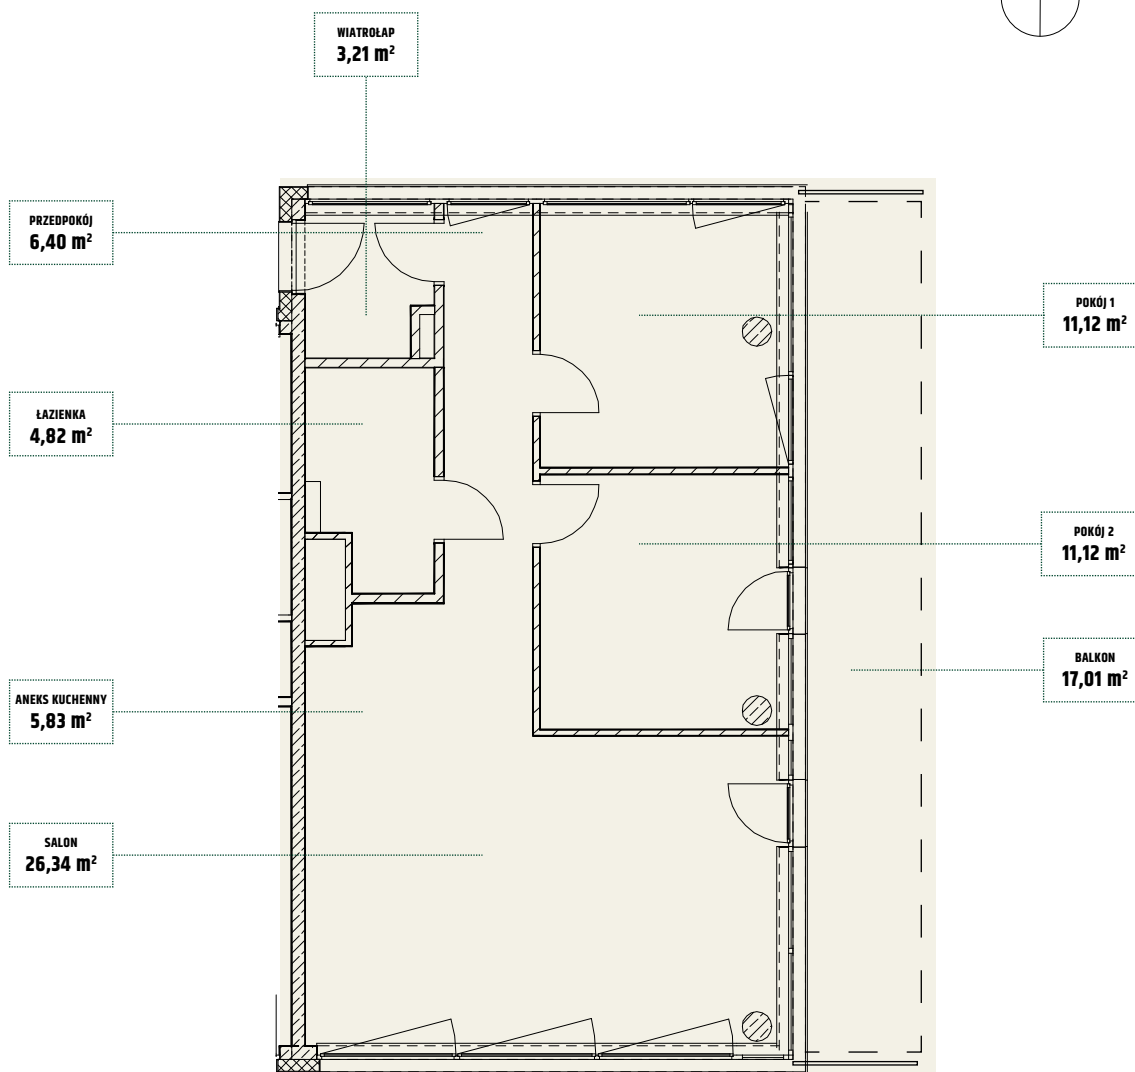 WIATROŁAP
3,21 m²
PRZEDPOKÓJ
6,40 m²
POKÓJ 1
11,12 m²
ŁAZIENKA
4,82 m²
POKÓJ 2
11,12 m²
BALKON
17,01 m²
ANEKS KUCHENNY
5,83 m²
SALON
26,34 m²